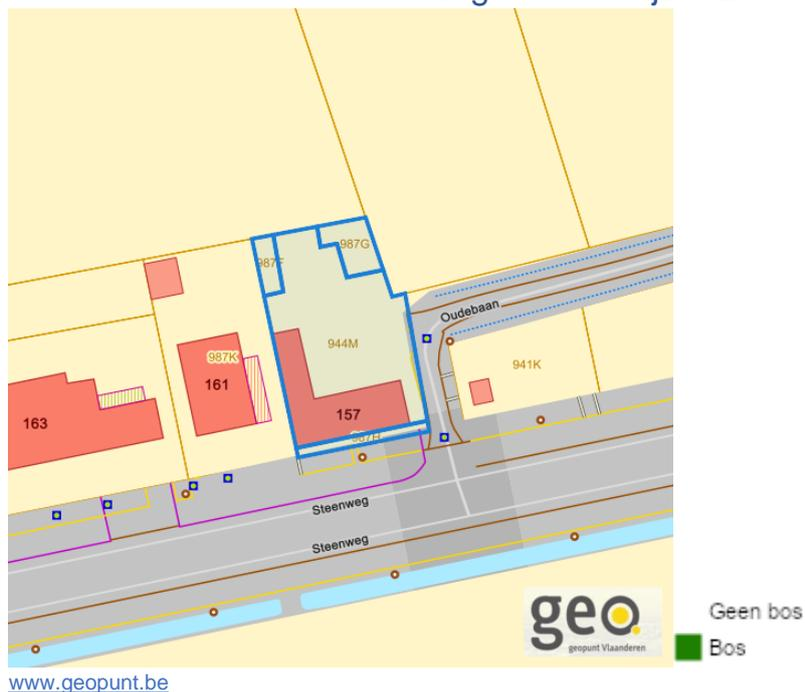 987F
987G
944M
Oudebaan
987K
161
941K
157
163
987H
Steenweg
Steenweg
geo
geopunt Vlaanderen
Geen bos
Bos
www.geopunt.be